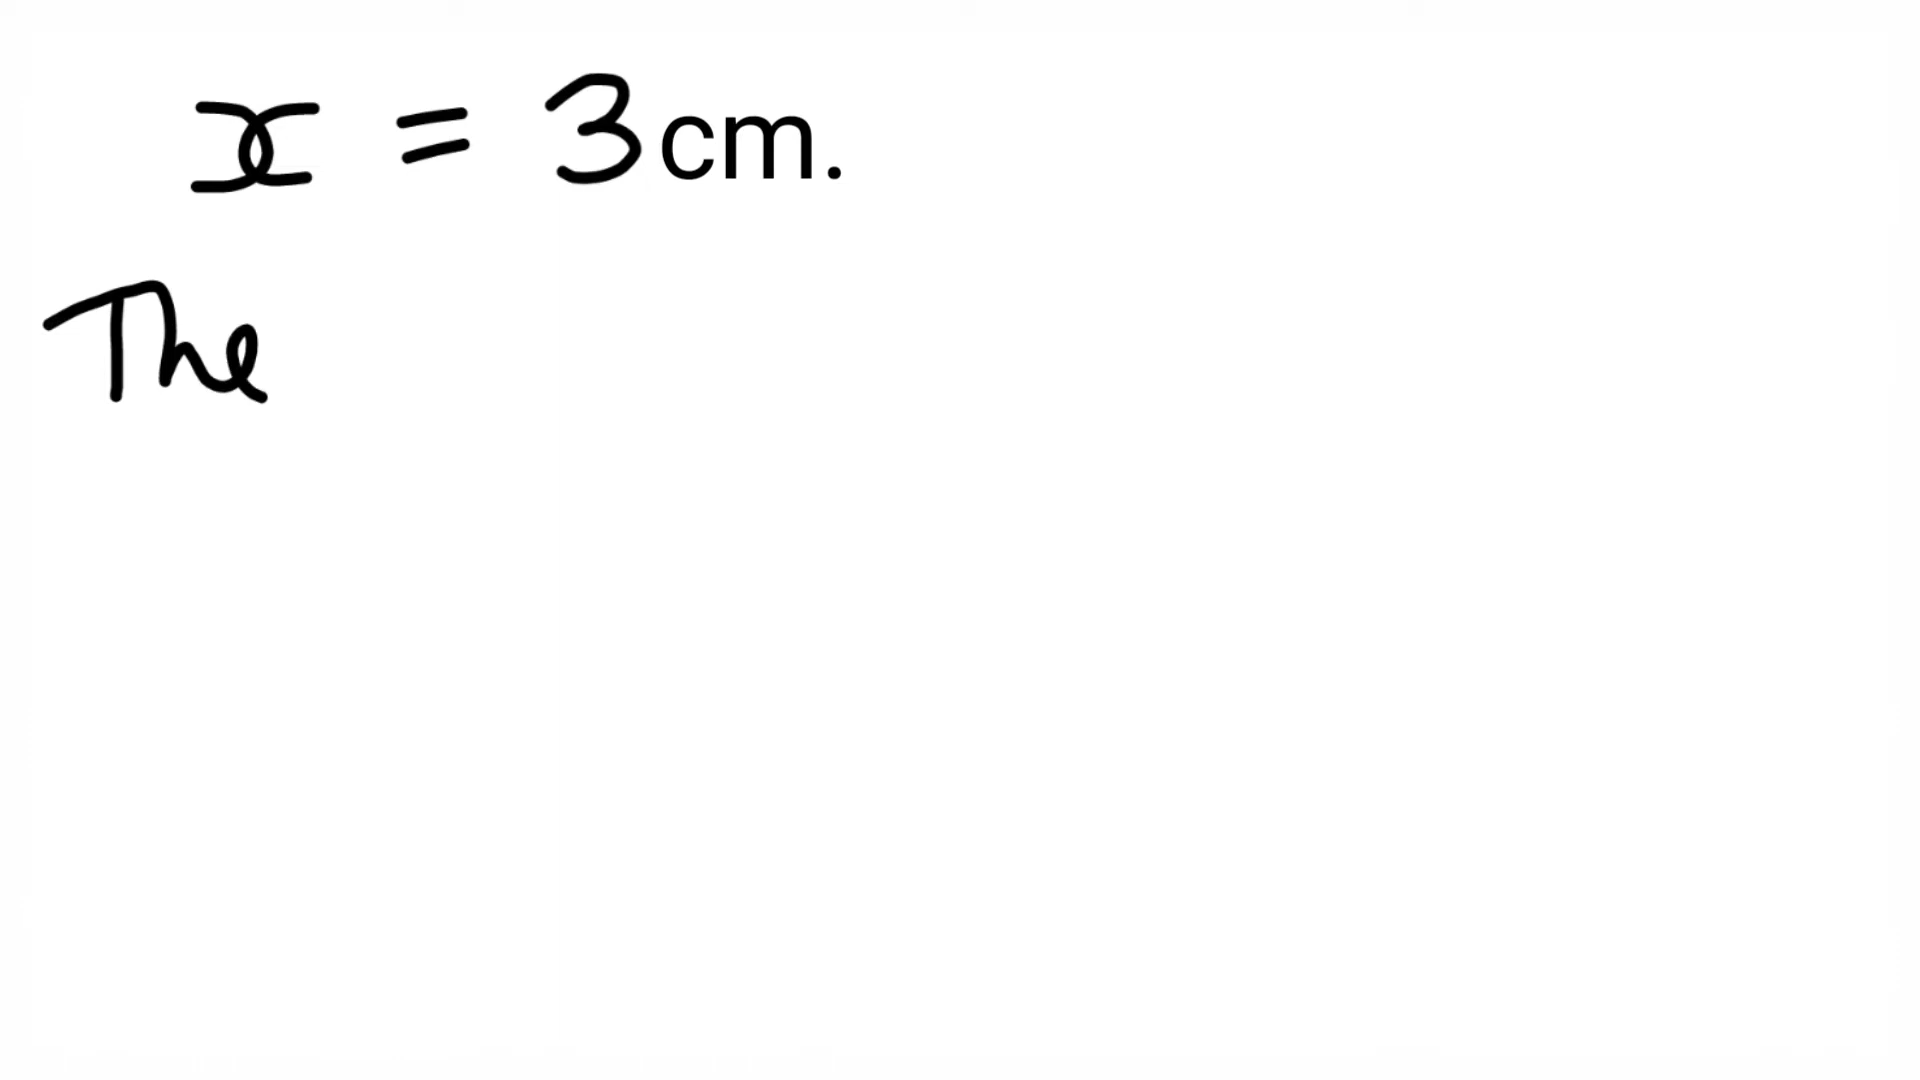 x = 3cm.
The